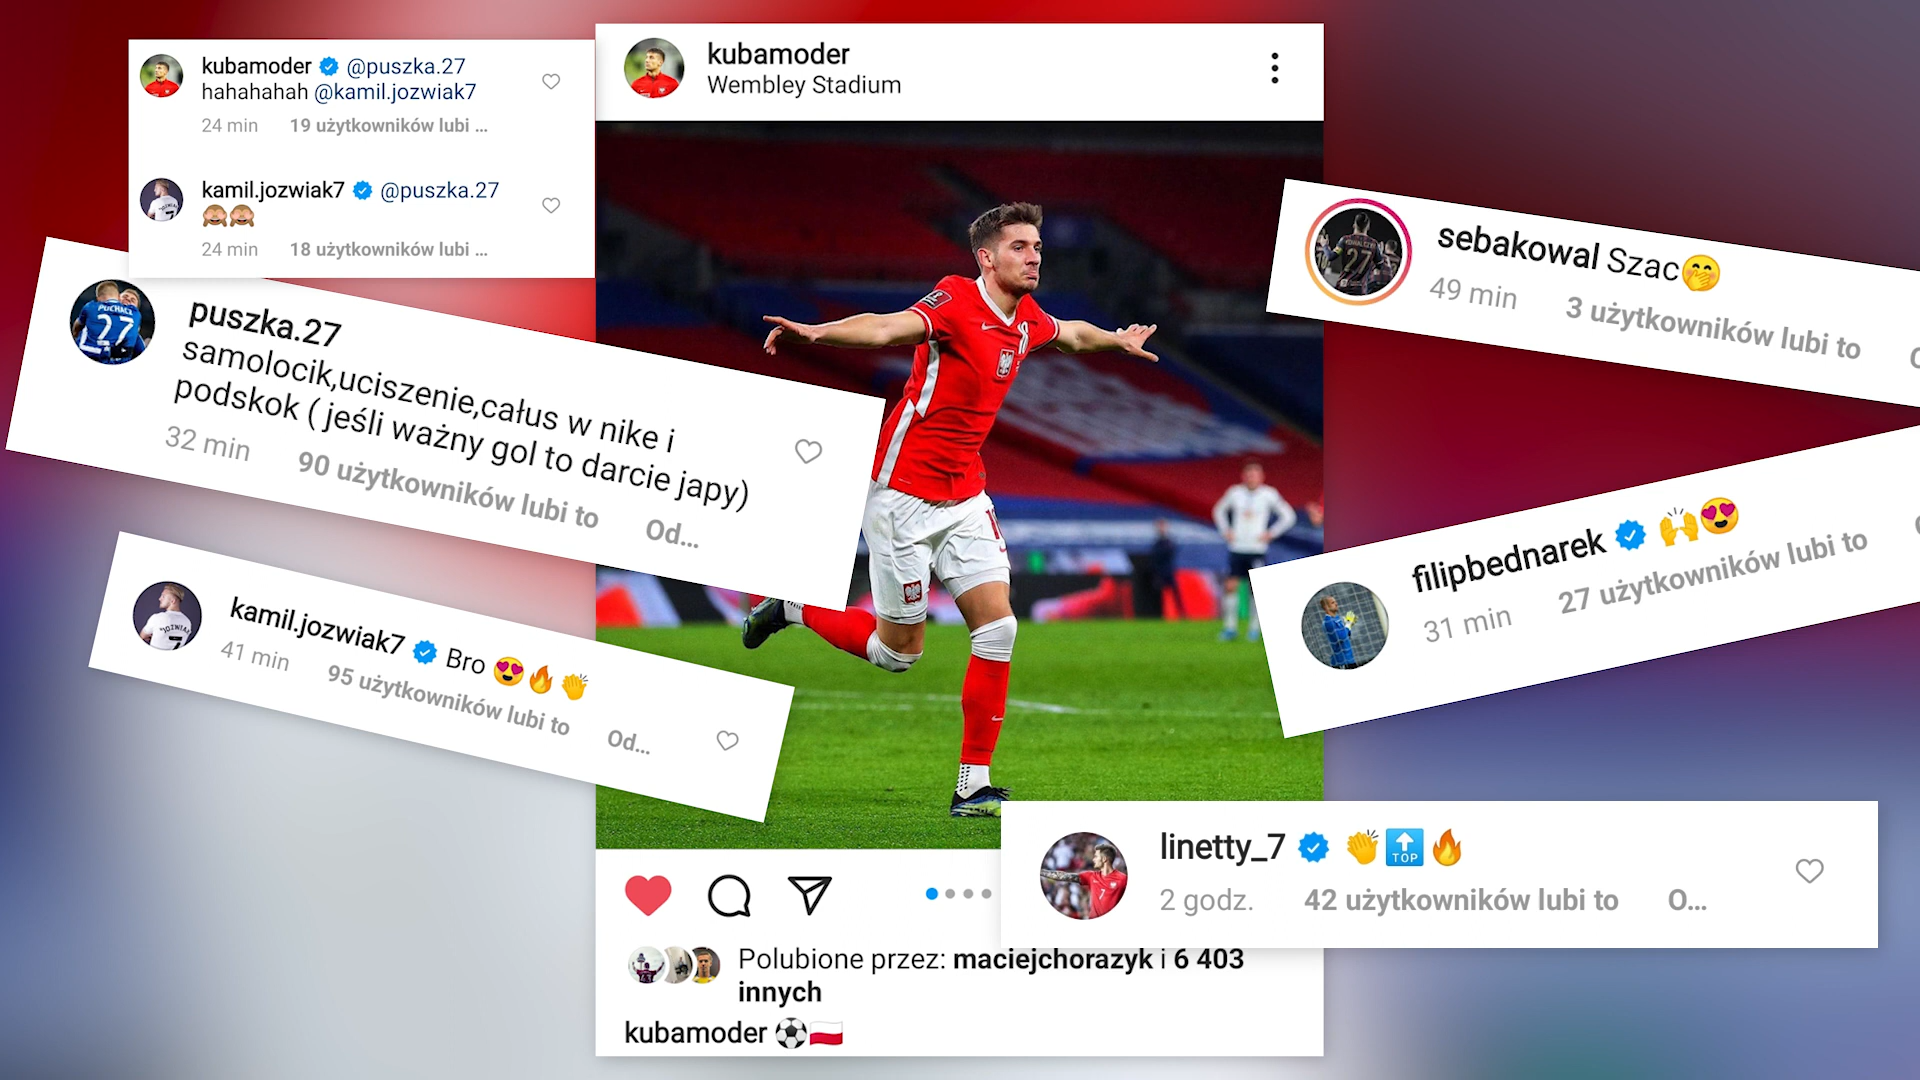 kubamoder @puszka.27
hahahahah @kamil.jozwiak7
24 min 19 użytkowników lubi ...
kamil.jozwiak7 @puszka.27
🙈🙈
24 min 18 użytkowników lubi ...
puszka.27
samolocik,uciszenie,całus w nike i
podskok ( jeśli ważny gol to darcie japy)
32 min 90 użytkowników lubi to Od...
kamil.jozwiak7 Bro 😍🔥👏
41 min 95 użytkowników lubi to Od...
kubamoder
Wembley Stadium
sebakowal Szac🤭
49 min 3 użytkowników lubi to
filipbednarek 🙌😍
31 min 27 użytkowników lubi to
linetty_7 👏🔝🔥
2 godz. 42 użytkowników lubi to O...
Polubione przez: maciejchorazyk i 6 403
innych
kubamoder ⚽🇵🇱